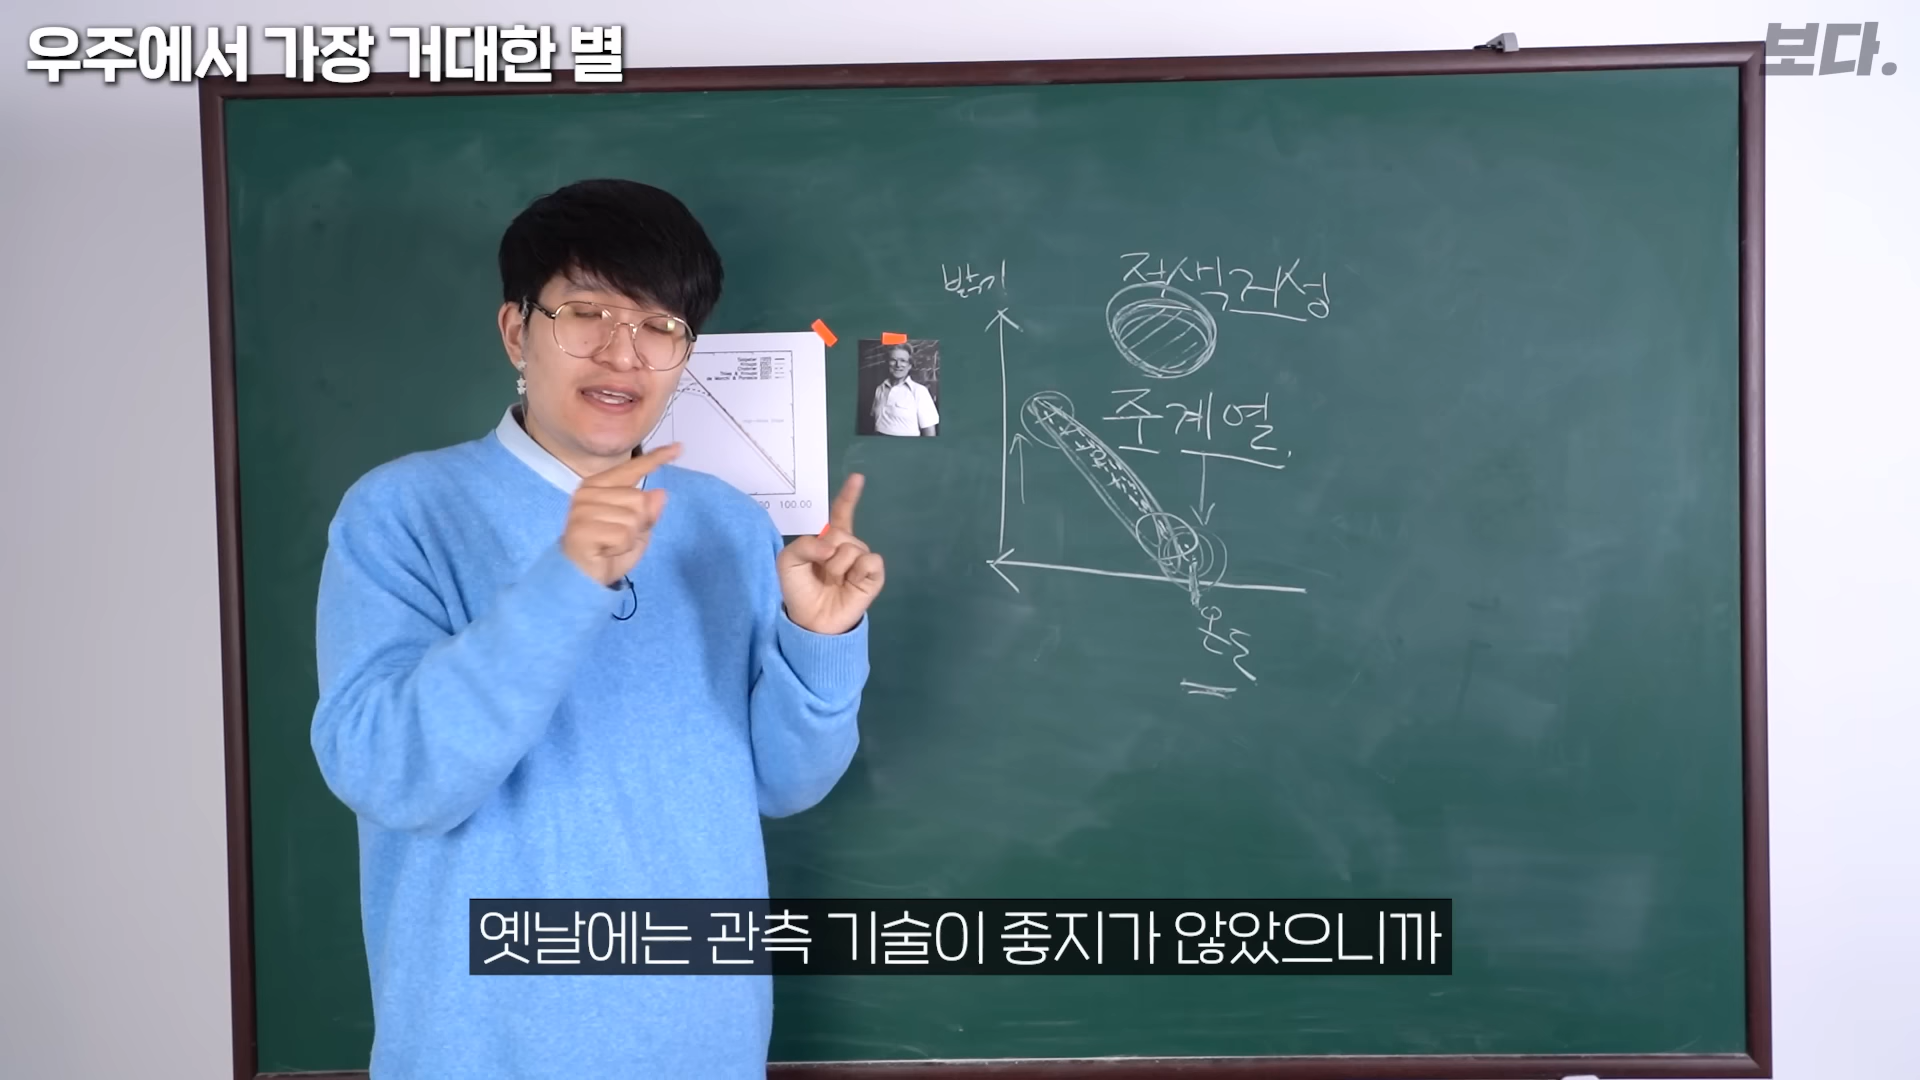 우주에서 가장 거대한 별
보다.
밝기
적색거성
주계열
온도
100.00
옛날에는 관측 기술이 좋지가 않았으니까